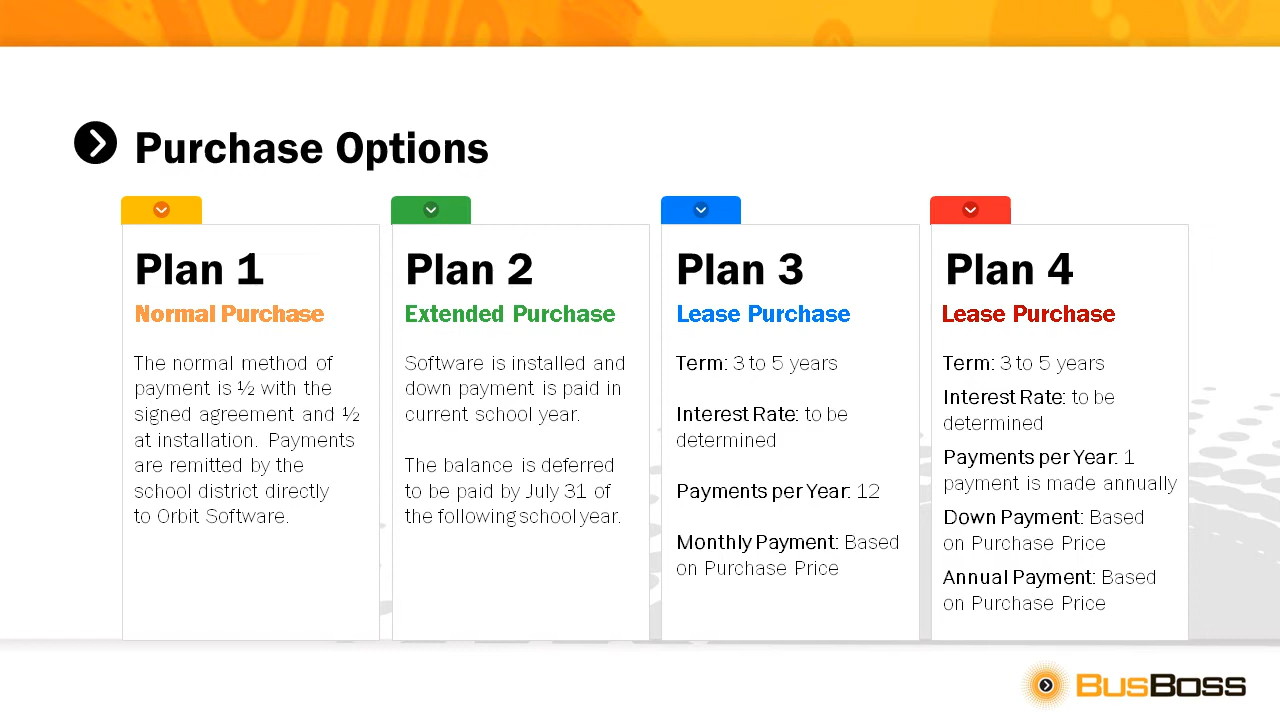 Purchase Options
Plan 1
Normal Purchase
The normal method of
payment is ½ with the
signed agreement and ½
at installation. Payments
are remitted by the
school district directly
to Orbit Software.
Plan 2
Extended Purchase
Software is installed and
down payment is paid in
current school year.
The balance is deferred
to be paid by July 31 of
the following school year.
Plan 3
Lease Purchase
Term: 3 to 5 years
Interest Rate: to be
determined
Payments per Year: 12
Monthly Payment: Based
on Purchase Price
Plan 4
Lease Purchase
Term: 3 to 5 years
Interest Rate: to be
determined
Payments per Year: 1
payment is made annually
Down Payment: Based
on Purchase Price
Annual Payment: Based
on Purchase Price
BusBoss